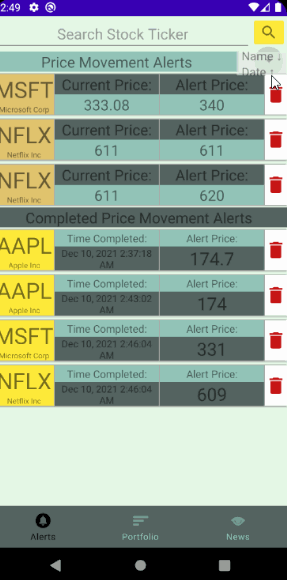 2:49
Search Stock Ticker
Price Movement Alerts
Name ↓
Date ↑
MSFT
Microsoft Corp
Current Price:
333.08
Alert Price:
340
NFLX
Netflix Inc
Current Price:
611
Alert Price:
611
NFLX
Netflix Inc
Current Price:
611
Alert Price:
620
Completed Price Movement Alerts
AAPL
Apple Inc
Time Completed:
Dec 10, 2021 2:37:18
AM
Alert Price:
174.7
AAPL
Apple Inc
Time Completed:
Dec 10, 2021 2:43:02
AM
Alert Price:
174
MSFT
Microsoft Corp
Time Completed:
Dec 10, 2021 2:46:04
AM
Alert Price:
331
NFLX
Netflix Inc
Time Completed:
Dec 10, 2021 2:46:04
AM
Alert Price:
609
Alerts
Portfolio
News